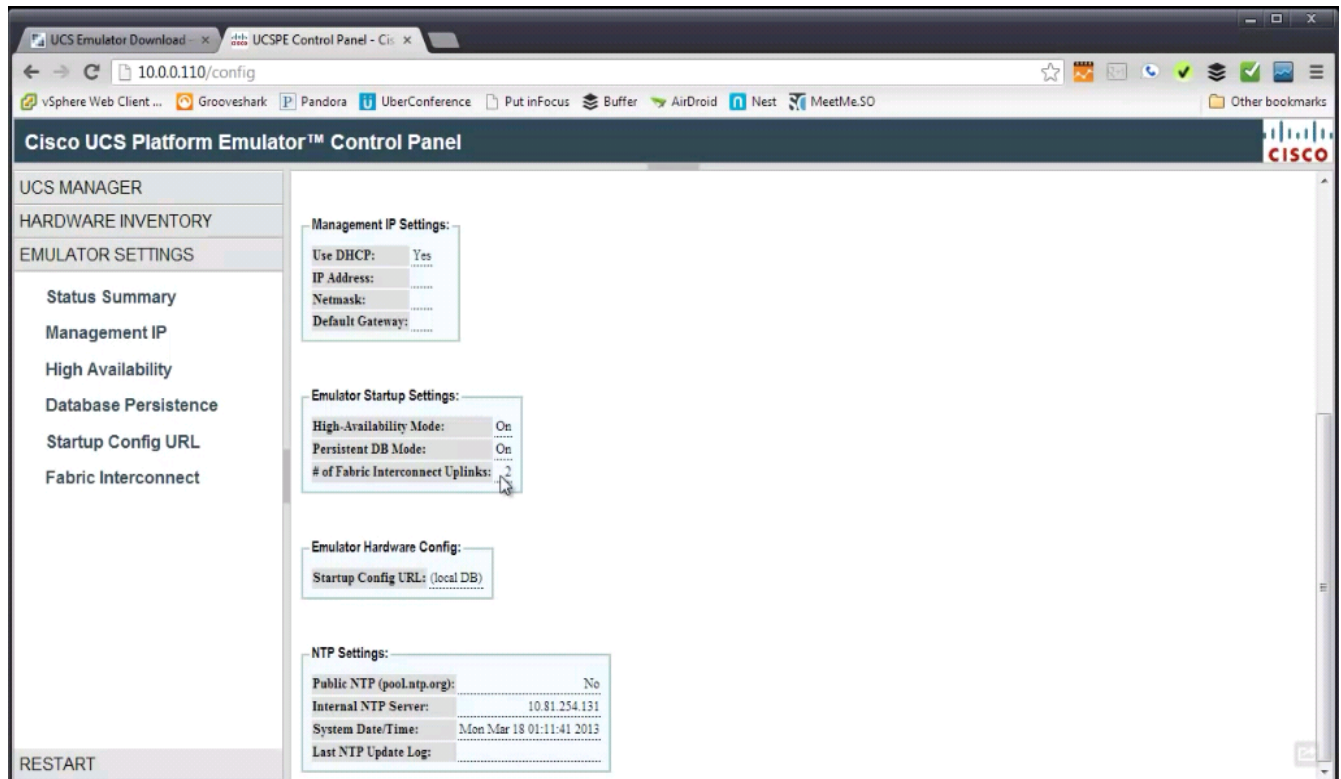 UCS Emulator Download -
UCSPE Control Panel - Cis
10.0.0.110/config
vSphere Web Client ...
Grooveshark
Pandora
UberConference
Put inFocus
Buffer
AirDroid
Nest
MeetMe.SO
Other bookmarks
Cisco UCS Platform Emulator™ Control Panel
CISCO
UCS MANAGER
HARDWARE INVENTORY
EMULATOR SETTINGS
Status Summary
Management IP
High Availability
Database Persistence
Startup Config URL
Fabric Interconnect
RESTART
Management IP Settings:
Use DHCP: Yes
IP Address:
Netmask:
Default Gateway:
Emulator Startup Settings:
High-Availability Mode: On
Persistent DB Mode: On
# of Fabric Interconnect Uplinks: 2
Emulator Hardware Config:
Startup Config URL: (local DB)
NTP Settings:
Public NTP (pool.ntp.org): No
Internal NTP Server: 10.81.254.131
System Date/Time: Mon Mar 18 01:11:41 2013
Last NTP Update Log: